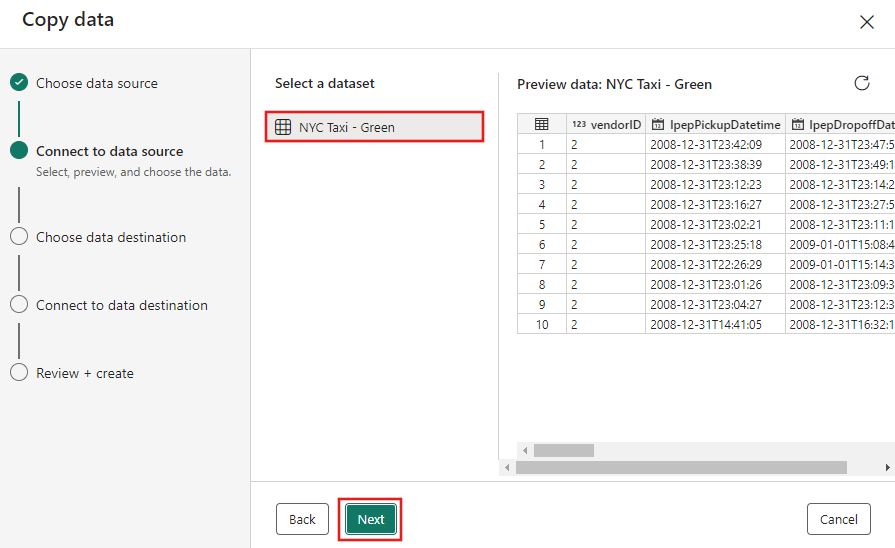 Copy data
Choose data source
Connect to data source
Select, preview, and choose the data.
Choose data destination
Connect to data destination
Review + create
Select a dataset
NYC Taxi - Green
Preview data: NYC Taxi - Green
123 vendorID lpepPickupDatetime lpepDropoffDat
1 2 2008-12-31T23:42:09 2008-12-31T23:47:5
2 2 2008-12-31T23:38:39 2008-12-31T23:49:1
3 2 2008-12-31T23:12:23 2008-12-31T23:14:2
4 2 2008-12-31T23:16:27 2008-12-31T23:27:5
5 2 2008-12-31T23:02:21 2008-12-31T23:11:1
6 2 2008-12-31T23:25:18 2009-01-01T15:08:4
7 2 2008-12-31T22:26:29 2009-01-01T15:14:3
8 2 2008-12-31T23:01:26 2008-12-31T23:09:3
9 2 2008-12-31T23:04:27 2008-12-31T23:12:3
10 2 2008-12-31T14:41:05 2008-12-31T16:32:1
Back Next Cancel